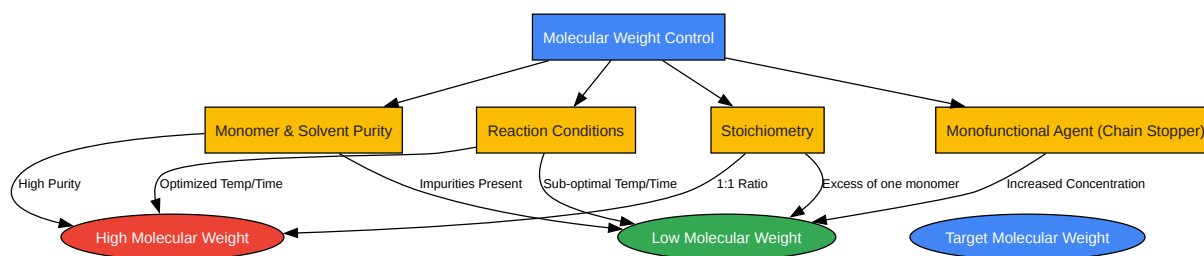 Molecular Weight Control
Monomer & Solvent Purity
Reaction Conditions
Stoichiometry
Monofunctional Agent (Chain Stopper)
High Purity
Optimized Temp/Time
Impurities Present
Sub-optimal Temp/Time
1:1 Ratio
Excess of one monomer
Increased Concentration
High Molecular Weight
Low Molecular Weight
Target Molecular Weight